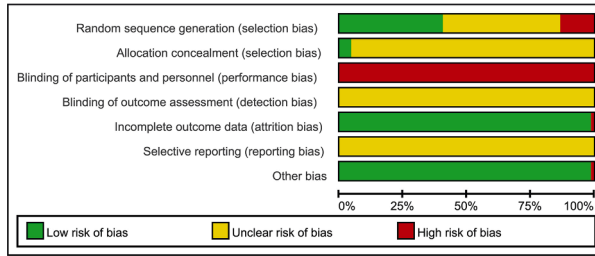 Random sequence generation (selection bias)
Allocation concealment (selection bias)
Blinding of participants and personnel (performance bias)
Blinding of outcome assessment (detection bias)
Incomplete outcome data (attrition bias)
Selective reporting (reporting bias)
Other bias
0% 25% 50% 75% 100%
Low risk of bias Unclear risk of bias High risk of bias